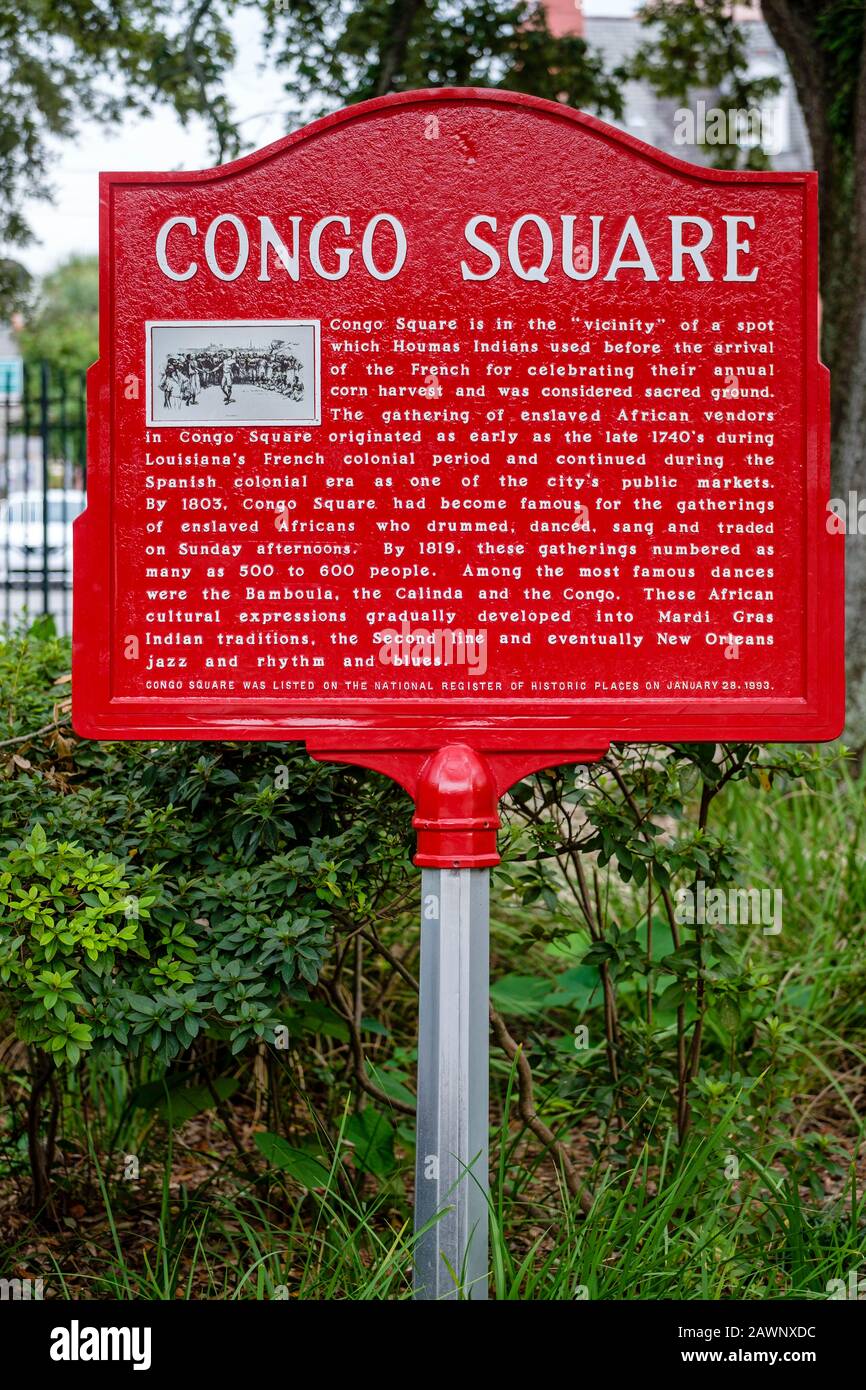 CONGO SQUARE
Congo Square is in the "vicinity" of a spot
which Houmas Indians used before the arrival
of the French for celebrating their annual
corn harvest and was considered sacred ground.
The gathering of enslaved African vendors
in Congo Square originated as early as the late 1740's during
Louisiana's French colonial period and continued during the
Spanish colonial era as one of the city's public markets.
By 1803, Congo Square had become famous for the gatherings
of enslaved Africans who drummed, danced, sang and traded
on Sunday afternoons. By 1819, these gatherings numbered as
many as 500 to 600 people. Among the most famous dances
were the Bamboula, the Calinda and the Congo. These African
cultural expressions gradually developed into Mardi Gras
Indian traditions, the Second line and eventually New Orleans
jazz and rhythm and blues.
CONGO SQUARE WAS LISTED ON THE NATIONAL REGISTER OF HISTORIC PLACES ON JANUARY 28, 1993.
alamy
a
alamy
a
alamy
alamy
Image ID: 2AWNXDC
www.alamy.com